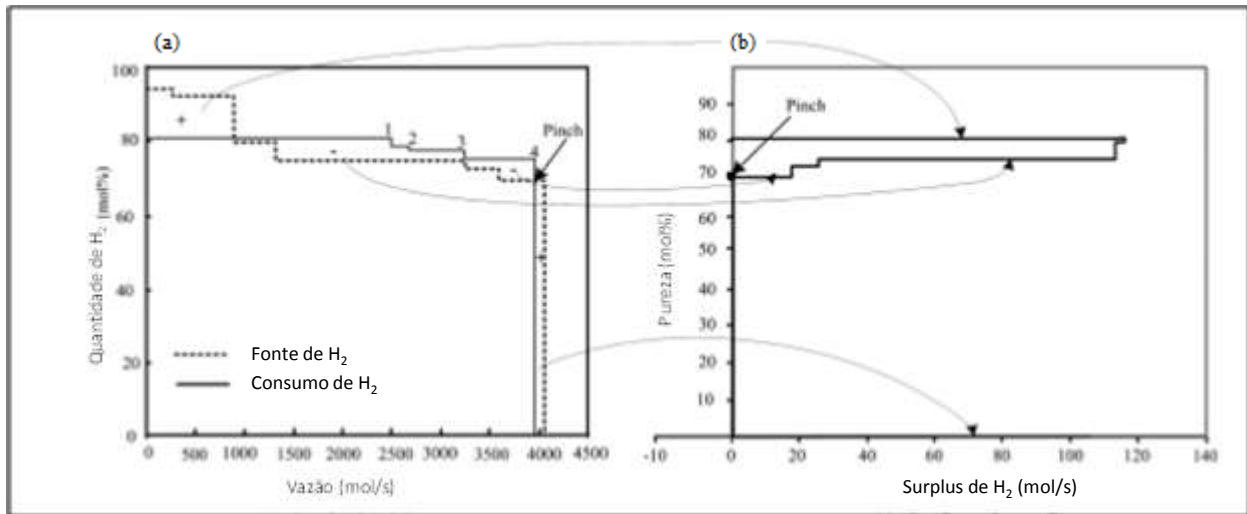 (a)
100
80
60
40
20
0
Quantidade de H2 (mol%)
+
-
1
2
3
4
-
Pinch
Fonte de H2
Consumo de H2
0 500 1000 1500 2000 2500 3000 3500 4000 4500
Vazão (mol/s)
(b)
90
80
70
60
50
40
30
20
10
Pureza (mol%)
Pinch
-10 0 20 40 60 80 100 120 140
Surplus de H2 (mol/s)